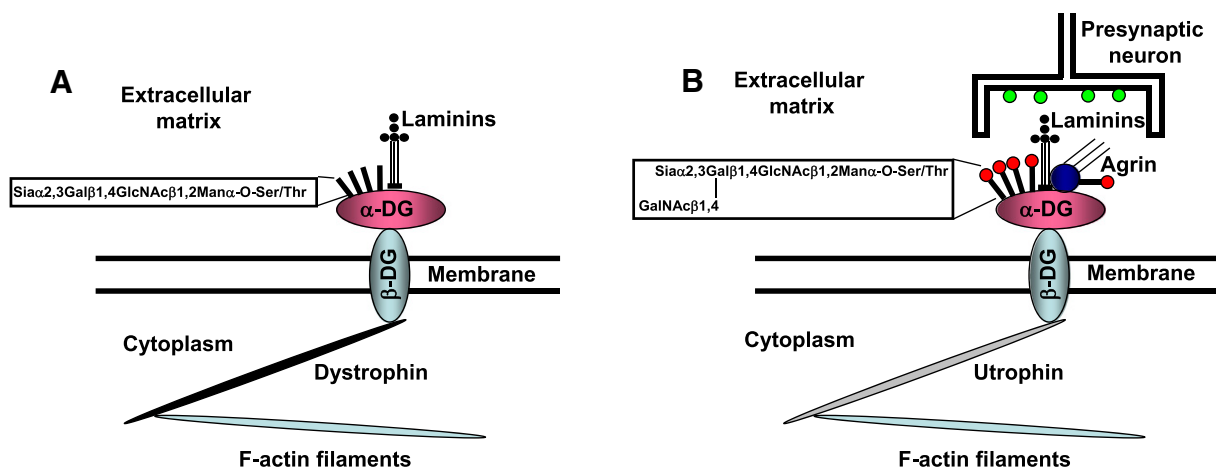 A
Extracellular
matrix
Laminins
Siaα2,3Galβ1,4GlcNAcβ1,2Manα-O-Ser/Thr
α-DG
β-DG
Membrane
Cytoplasm
Dystrophin
F-actin filaments
B
Presynaptic
neuron
Extracellular
matrix
Laminins
Agrin
Siaα2,3Galβ1,4GlcNAcβ1,2Manα-O-Ser/Thr
GalNAcβ1,4
α-DG
β-DG
Membrane
Cytoplasm
Utrophin
F-actin filaments